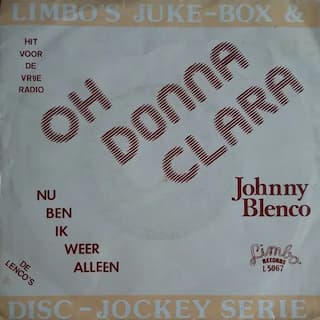 LIMBO'S JUKE-BOX &
HIT
VOOR
DE
VRIJE
RADIO
OH
DONNA
CLARA
Johnny
Blenco
NU
BEN
IK
WEER
ALLEEN
DE
LENCO'S
Limbo
RECORDS
L 5067
DISC-JOCKEY SERIE